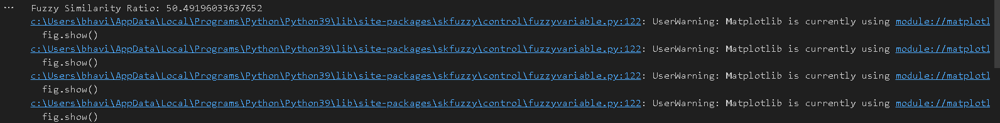 ... Fuzzy Similarity Ratio: 50.49196033637652
c:\Users\bhavi\AppData\Local\Programs\Python\Python39\lib\site-packages\skfuzzy\control\fuzzyvariable.py:122: UserWarning: Matplotlib is currently using module://matplotl
  fig.show()
c:\Users\bhavi\AppData\Local\Programs\Python\Python39\lib\site-packages\skfuzzy\control\fuzzyvariable.py:122: UserWarning: Matplotlib is currently using module://matplotl
  fig.show()
c:\Users\bhavi\AppData\Local\Programs\Python\Python39\lib\site-packages\skfuzzy\control\fuzzyvariable.py:122: UserWarning: Matplotlib is currently using module://matplotl
  fig.show()
c:\Users\bhavi\AppData\Local\Programs\Python\Python39\lib\site-packages\skfuzzy\control\fuzzyvariable.py:122: UserWarning: Matplotlib is currently using module://matplotl
  fig.show()